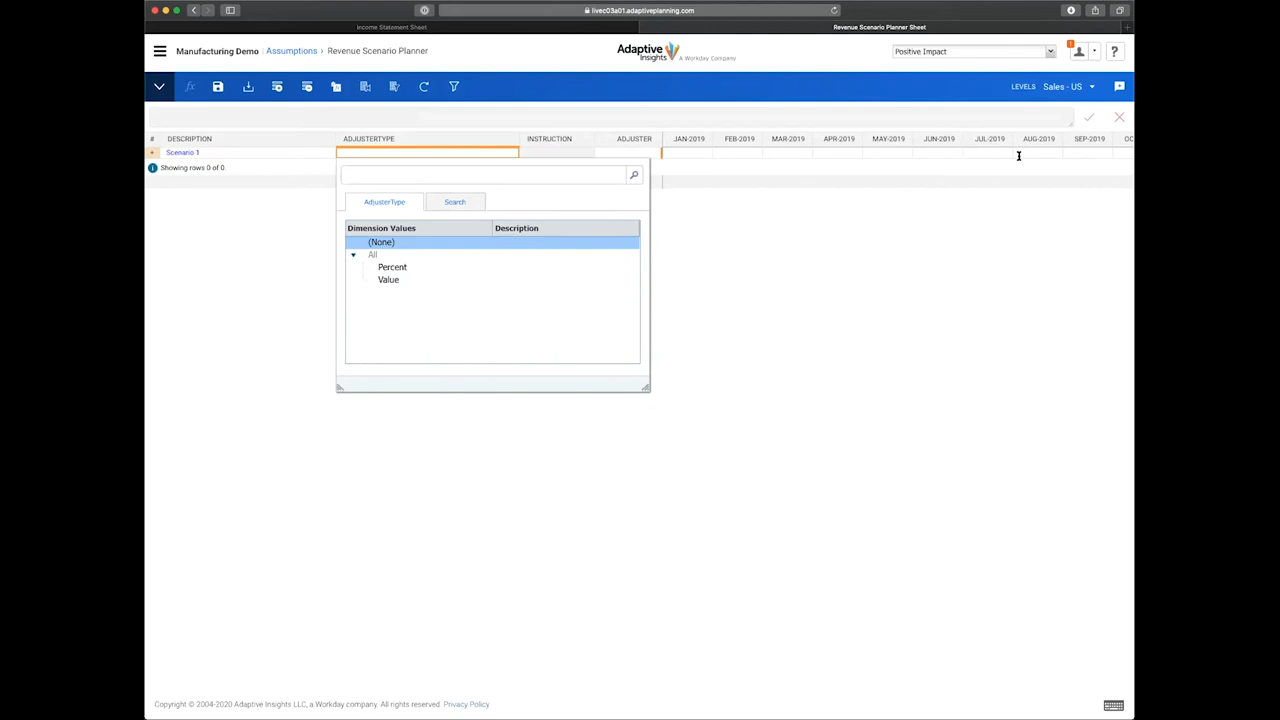 livec03a01.adaptiveplanning.com
Income Statement Sheet
Revenue Scenario Planner Sheet
Manufacturing Demo Assumptions › Revenue Scenario Planner
Adaptive
Insights
A Workday Company
Positive Impact
1
?
fx
LEVELS Sales - US
# DESCRIPTION ADJUSTERTYPE INSTRUCTION ADJUSTER JAN-2019 FEB-2019 MAR-2019 APR-2019 MAY-2019 JUN-2019 JUL-2019 AUG-2019 SEP-2019 OC
Scenario 1
Showing rows 0 of 0.
AdjusterType Search
Dimension Values Description
(None)
All
Percent
Value
Copyright © 2004-2020 Adaptive Insights LLC, a Workday company. All rights reserved. Privacy Policy